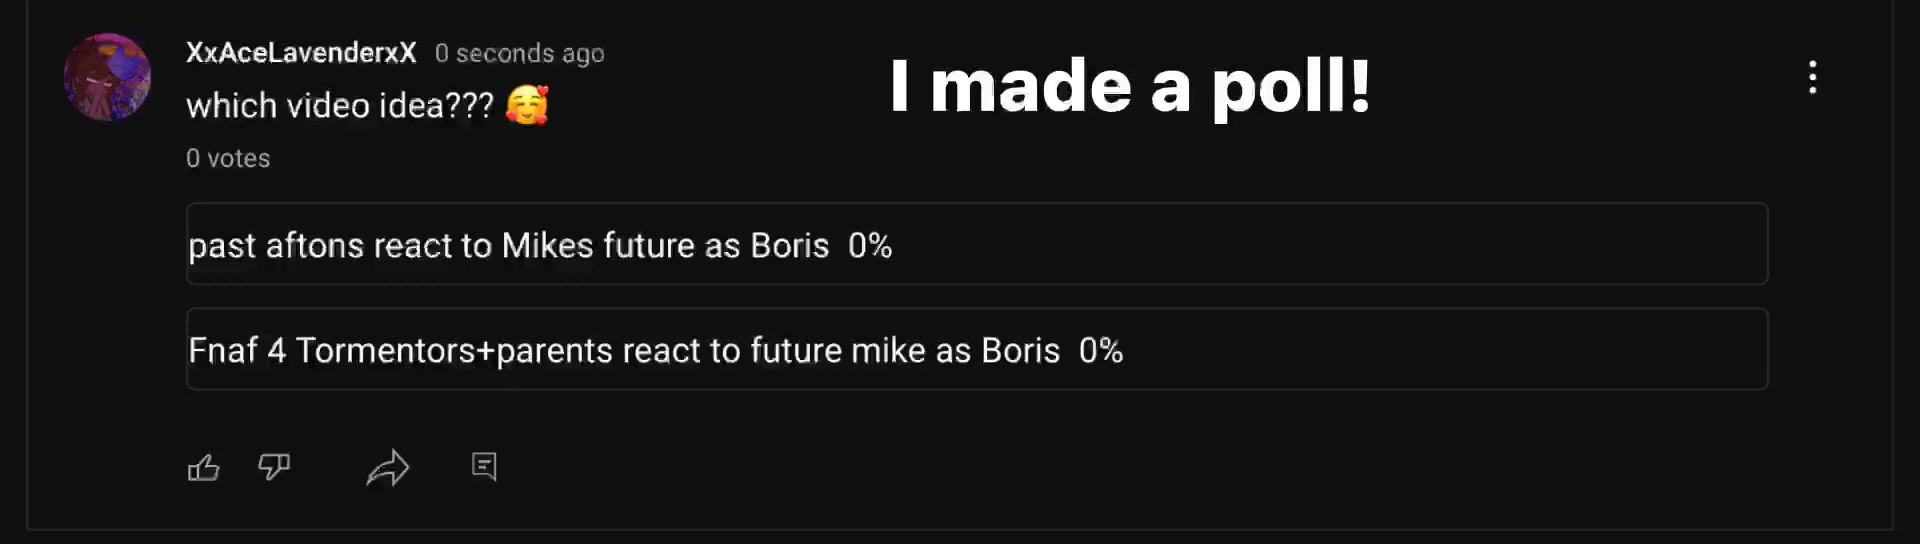 XxAceLavenderxX 0 seconds ago
I made a poll!
which video idea??? 🥰
0 votes
past aftons react to Mikes future as Boris 0%
Fnaf 4 Tormentors+parents react to future mike as Boris 0%